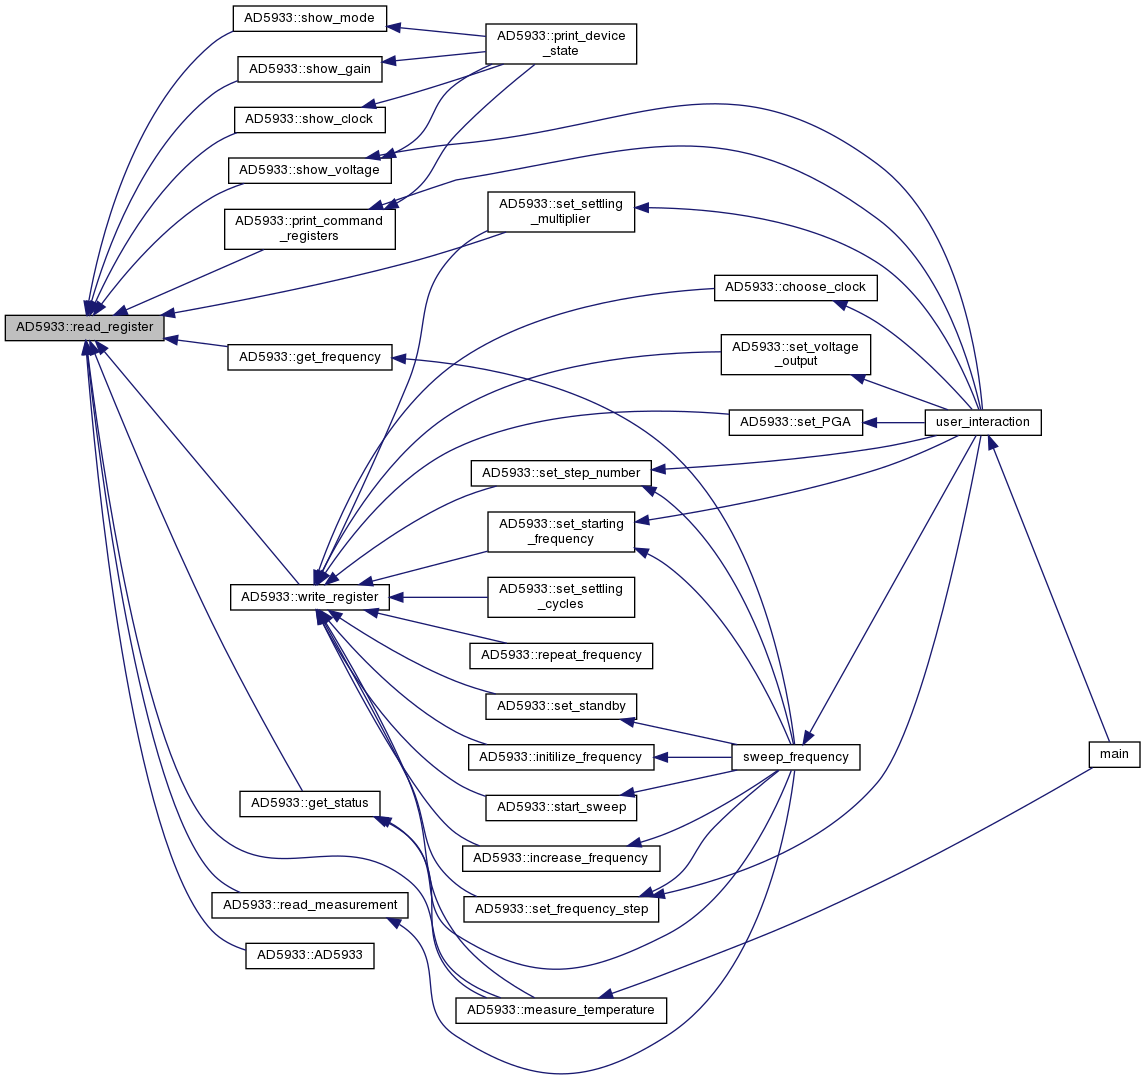 AD5933::show_mode
AD5933::print_device
_state
AD5933::show_gain
AD5933::show_clock
AD5933::show_voltage
AD5933::print_command
_registers
AD5933::set_settling
_multiplier
AD5933::choose_clock
AD5933::read_register
AD5933::get_frequency
AD5933::set_voltage
_output
AD5933::set_PGA
user_interaction
AD5933::set_step_number
AD5933::set_starting
_frequency
AD5933::write_register
AD5933::set_settling
_cycles
AD5933::repeat_frequency
AD5933::set_standby
AD5933::initilize_frequency
sweep_frequency
main
AD5933::get_status
AD5933::start_sweep
AD5933::increase_frequency
AD5933::read_measurement
AD5933::set_frequency_step
AD5933::AD5933
AD5933::measure_temperature